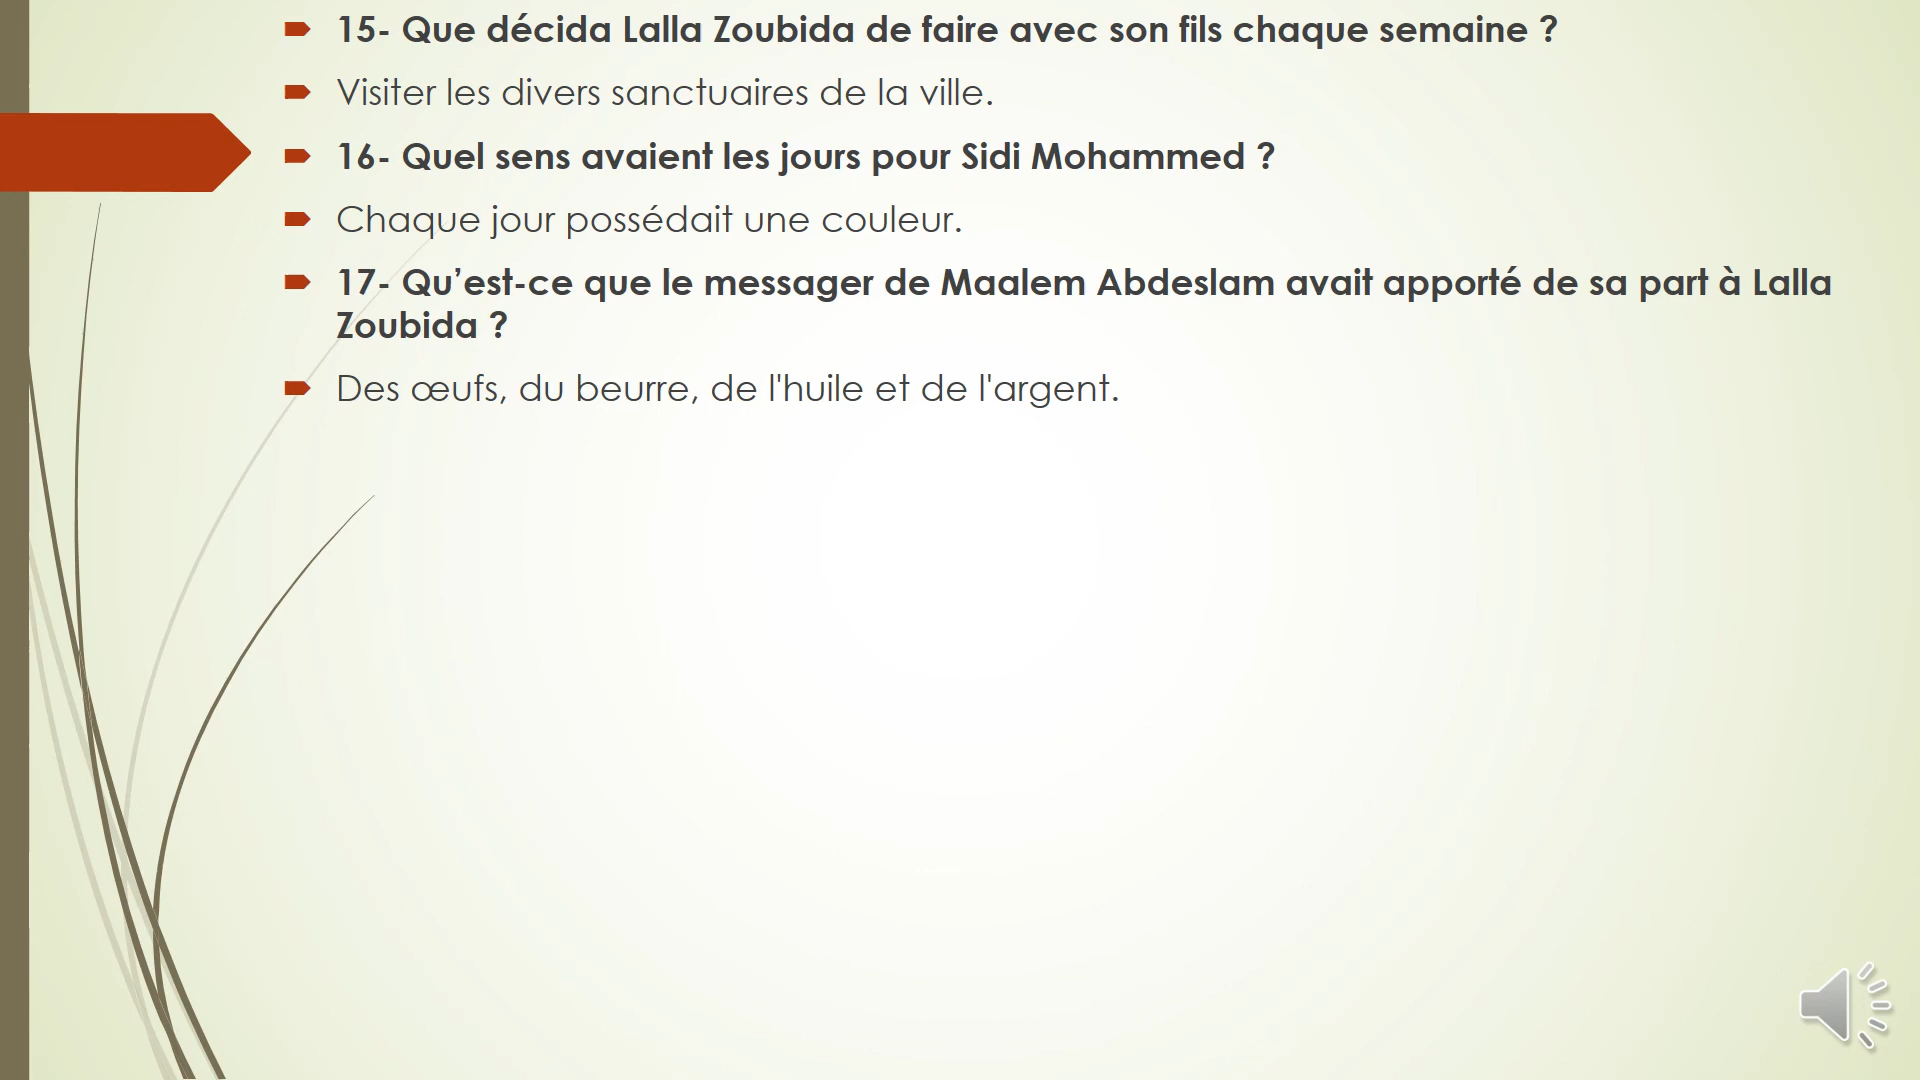 15- Que décida Lalla Zoubida de faire avec son fils chaque semaine ?
Visiter les divers sanctuaires de la ville.
16- Quel sens avaient les jours pour Sidi Mohammed ?
Chaque jour possédait une couleur.
17- Qu’est-ce que le messager de Maalem Abdeslam avait apporté de sa part à Lalla
Zoubida ?
Des œufs, du beurre, de l'huile et de l'argent.